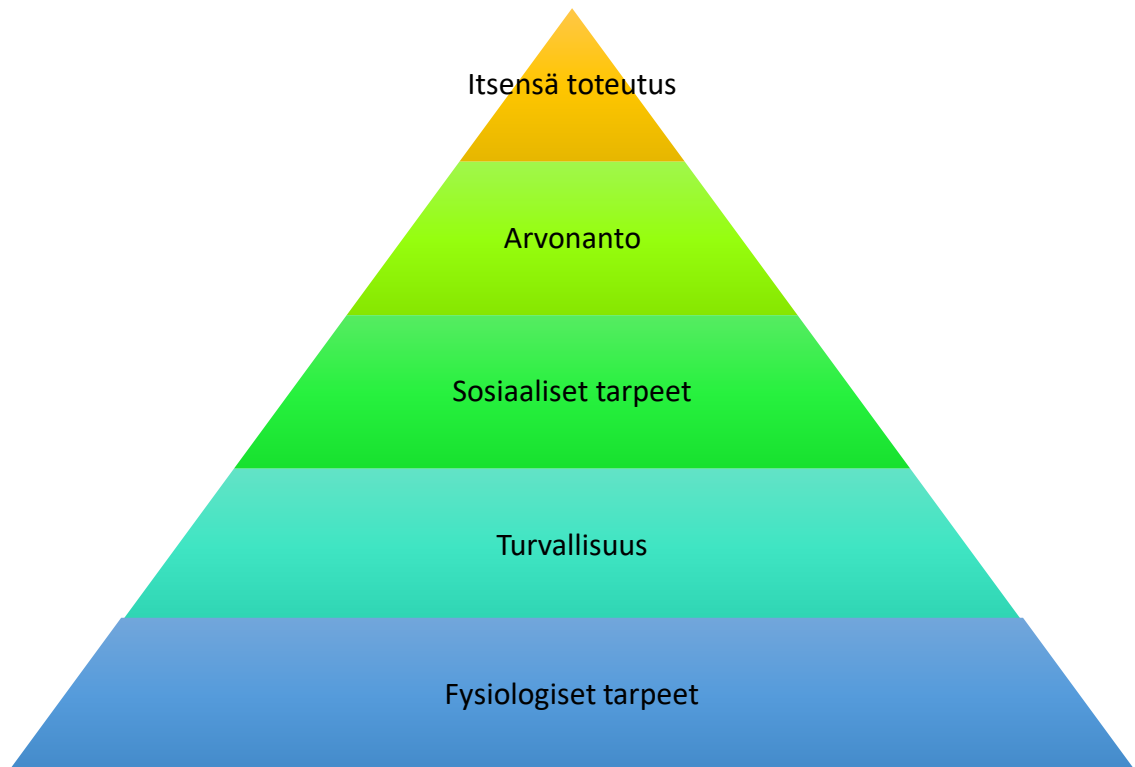 Itsensä toteutus
Arvonanto
Sosiaaliset tarpeet
Turvallisuus
Fysiologiset tarpeet